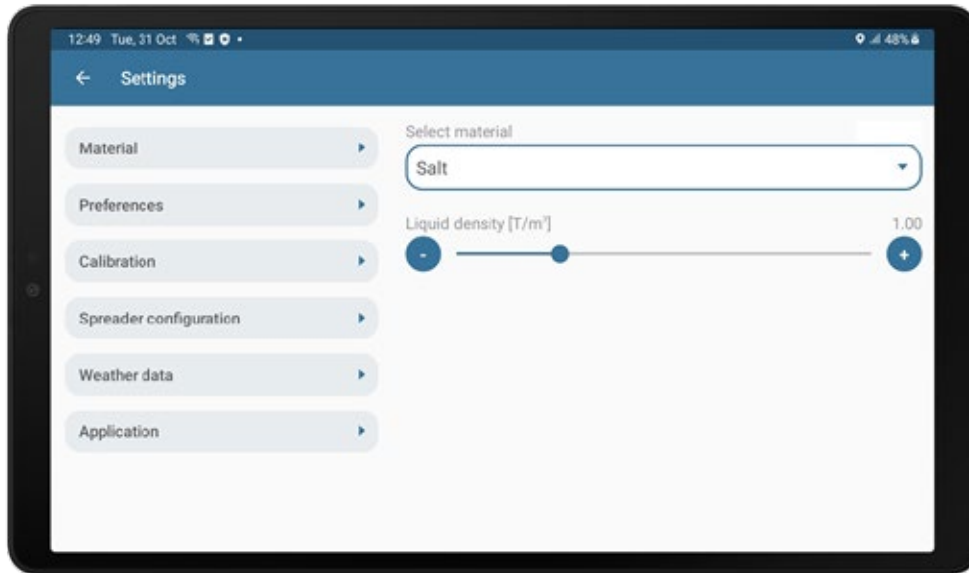 12:49 Tue, 31 Oct
48%
Settings
Material
Preferences
Calibration
Spreader configuration
Weather data
Application
Select material
Salt
Liquid density [T/m³]
1.00
-
+